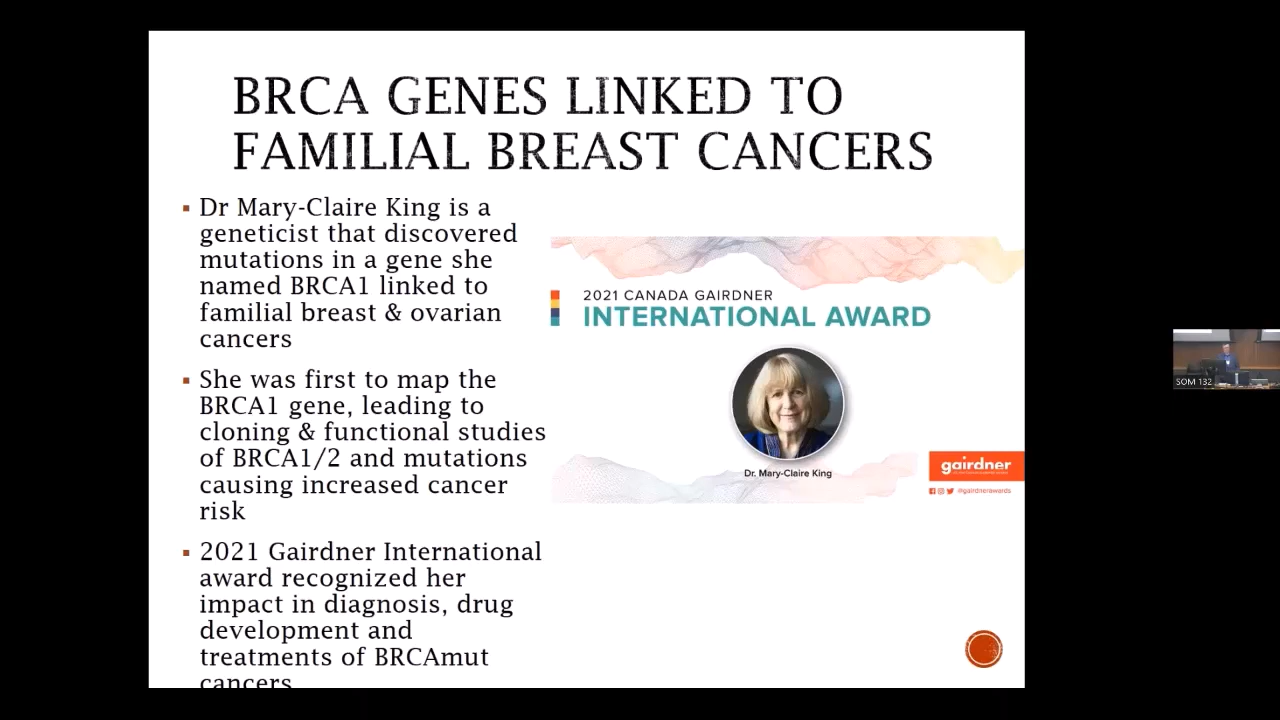 BRCA GENES LINKED TO
FAMILIAL BREAST CANCERS
▪ Dr Mary-Claire King is a
geneticist that discovered
mutations in a gene she
named BRCA1 linked to
familial breast & ovarian
cancers
▪ She was first to map the
BRCA1 gene, leading to
cloning & functional studies
of BRCA1/2 and mutations
causing increased cancer
risk
▪ 2021 Gairdner International
award recognized her
impact in diagnosis, drug
development and
treatments of BRCAmut
cancers
2021 CANADA GAIRDNER
INTERNATIONAL AWARD
Dr. Mary-Claire King
gairdner
@gairdnerawards
SOM 132